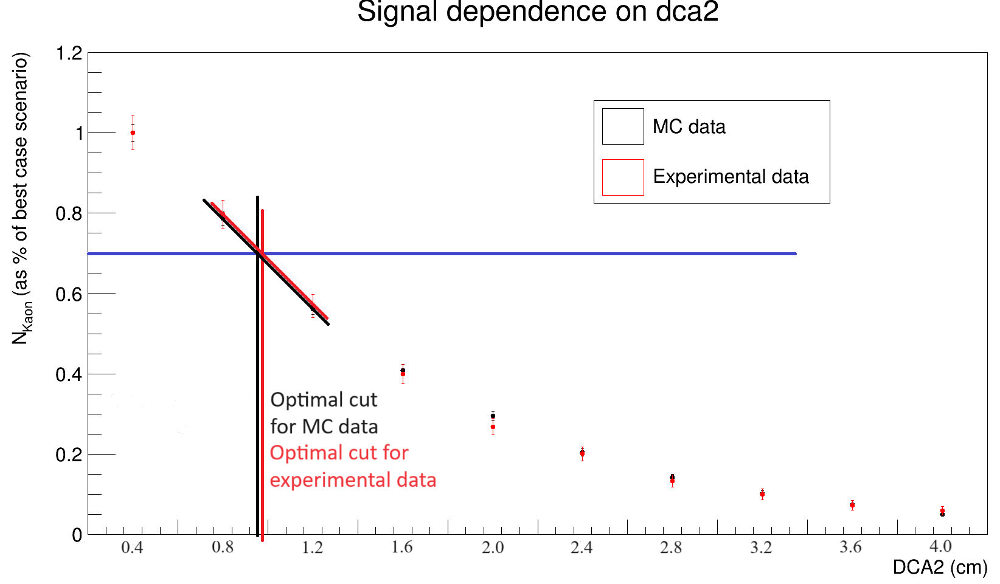 Signal dependence on dca2
N_Kaon (as % of best case scenario)
1.2
1
0.8
0.6
0.4
0.2
0
MC data
Experimental data
Optimal cut
for MC data
Optimal cut for
experimental data
0.4 0.8 1.2 1.6 2.0 2.4 2.8 3.2 3.6 4.0
DCA2 (cm)